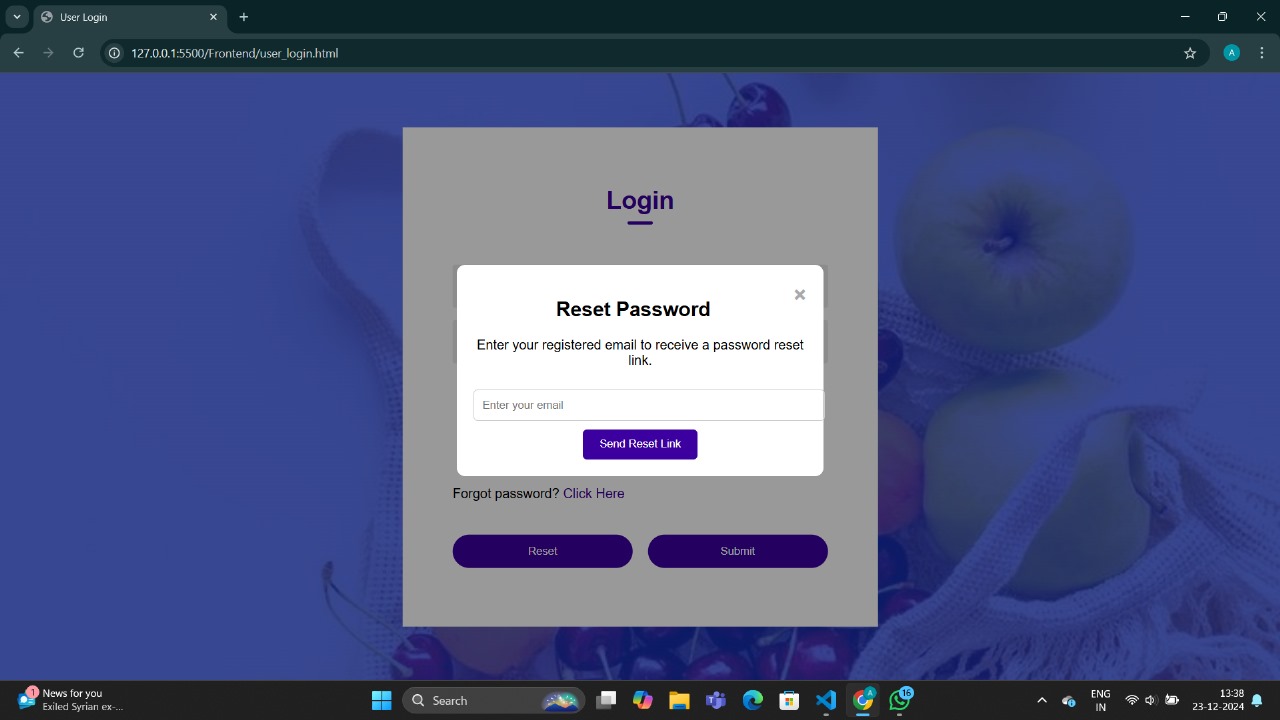 User Login
127.0.0.1:5500/Frontend/user_login.html
A
Login
Reset Password
Enter your registered email to receive a password reset
link.
Enter your email
Send Reset Link
Forgot password? Click Here
Reset
Submit
1
News for you
Exiled Syrian ex-...
Search
A
16
ENG
IN
13:38
23-12-2024